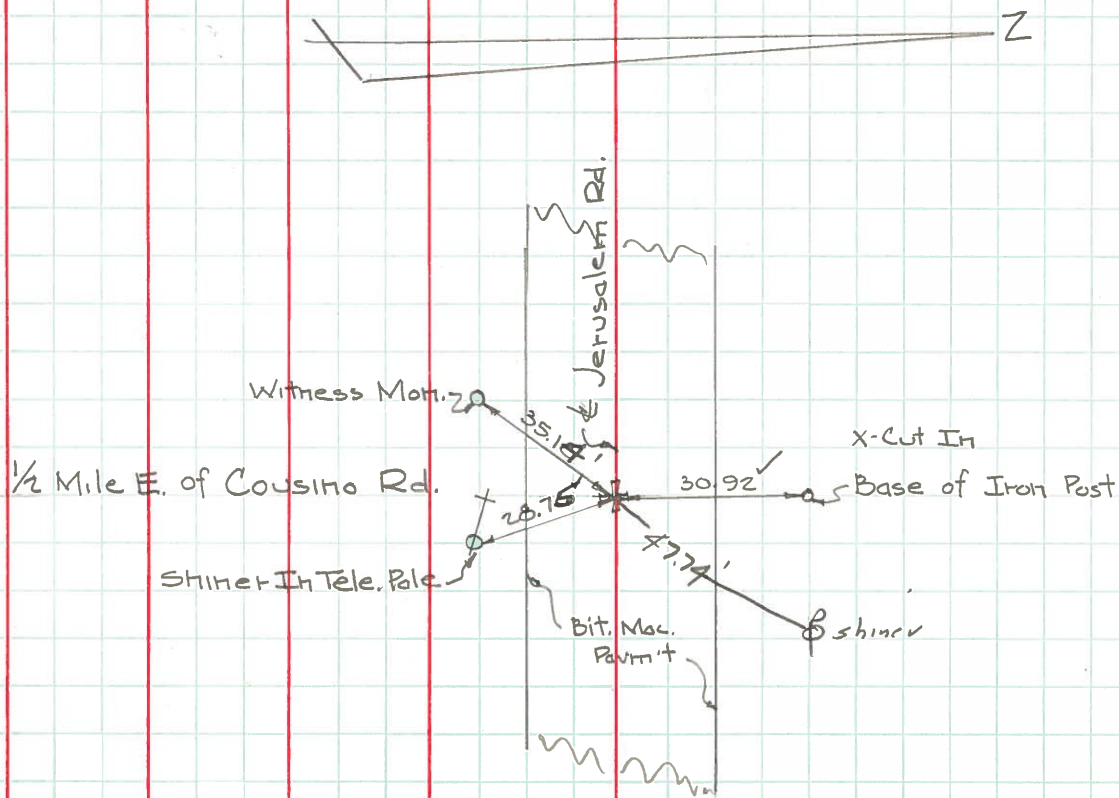 Z
℄ Jerusalem Rd.
Witness Mon.
35.14'
X-Cut In
Base of Iron Post
30.92
1/2 Mile E. of Cousino Rd.
28.75
47.74'
Shiner In Tele. Pole
shiner
Bit. Mac.
Pavm't